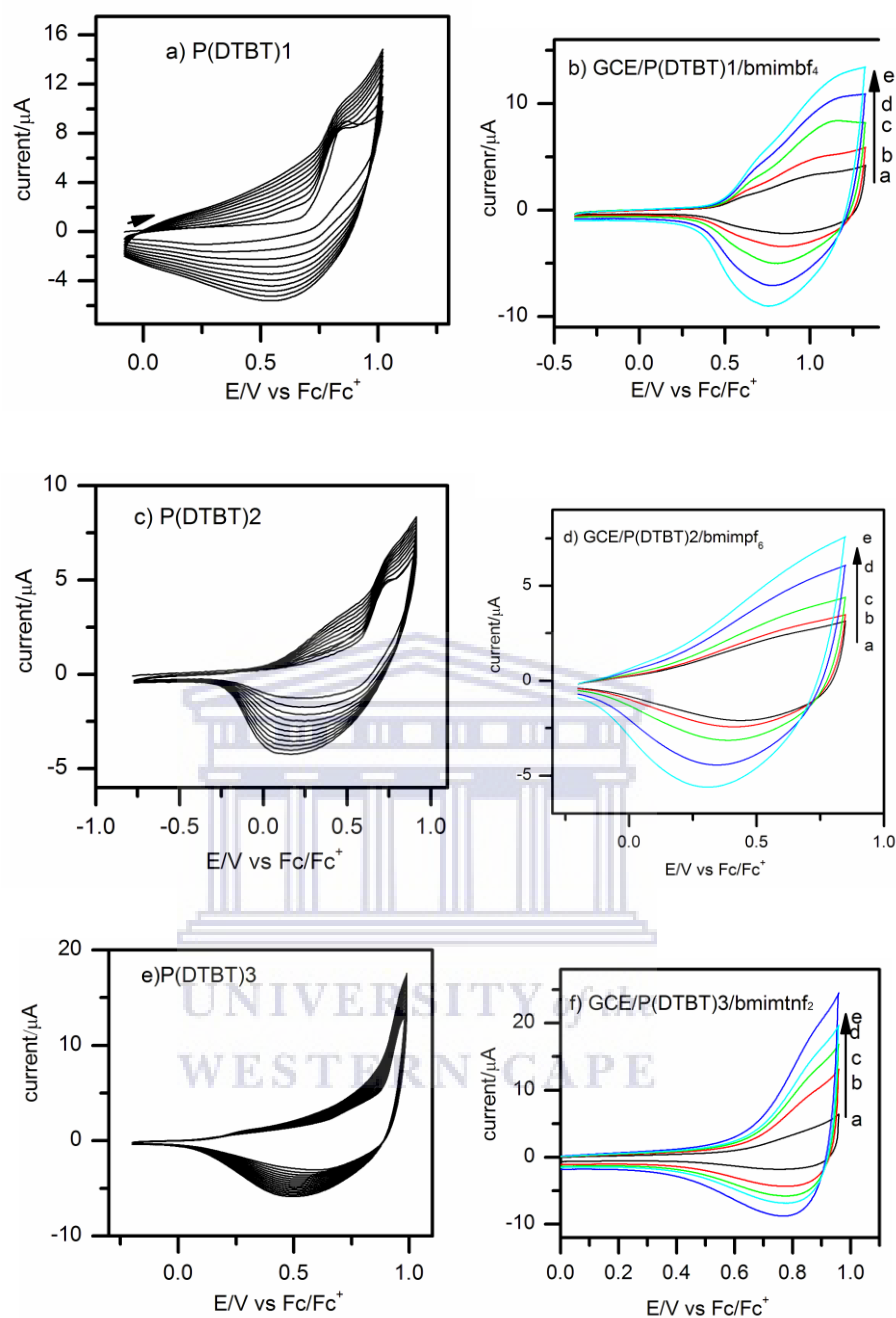 a) P(DTBT)1
16
12
8
4
0
-4
current/µA
0.0 0.5 1.0
E/V vs Fc/Fc+
b) GCE/P(DTBT)1/bmimbf4
10
0
-10
currenr/µA
e
d
c
b
a
-0.5 0.0 0.5 1.0
E/V vs Fc/Fc+
c) P(DTBT)2
10
5
0
-5
current/µA
-1.0 -0.5 0.0 0.5 1.0
E/V vs Fc/Fc+
d) GCE/P(DTBT)2/bmimpf6
5
0
-5
current/µA
e
d
c
b
a
0.0 0.5 1.0
E/V vs Fc/Fc+
e)P(DTBT)3
20
10
0
-10
current/µA
0.0 0.5 1.0
E/V vs Fc/Fc+
f) GCE/P(DTBT)3/bmimtnf2
20
10
0
-10
current/µA
e
d
c
b
a
0.0 0.2 0.4 0.6 0.8 1.0
E/V vs Fc/Fc+
UNIVERSITY of the
WESTERN CAPE